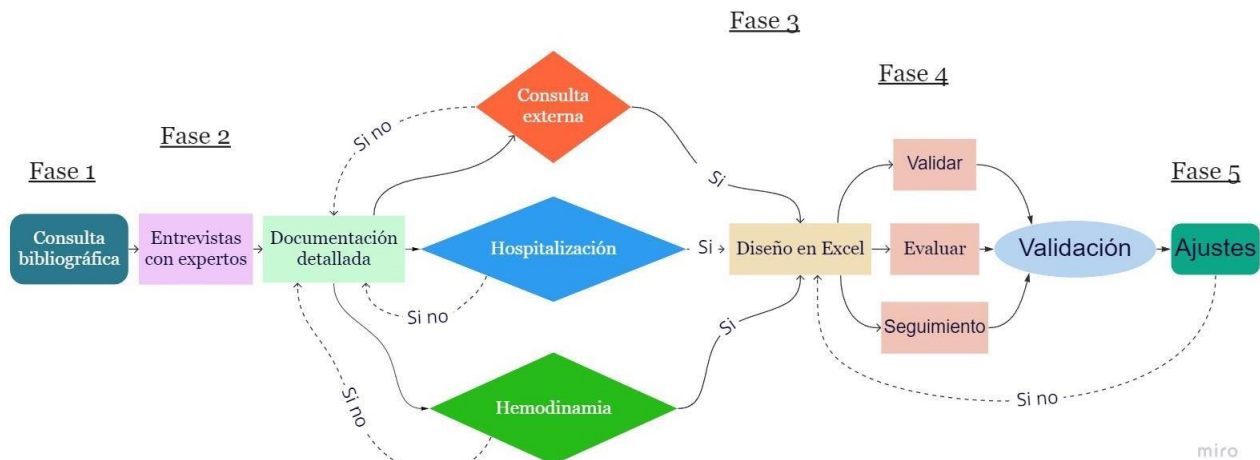 Fase 1
Consulta
bibliográfica
Fase 2
Entrevistas
con expertos
Documentación
detallada
Consulta
externa
Si no
Hospitalización
Si no
Hemodinamia
Si no
Fase 3
Si
Si
Si
Diseño en Excel
Fase 4
Validar
Evaluar
Seguimiento
Validación
Fase 5
Ajustes
Si no
miro